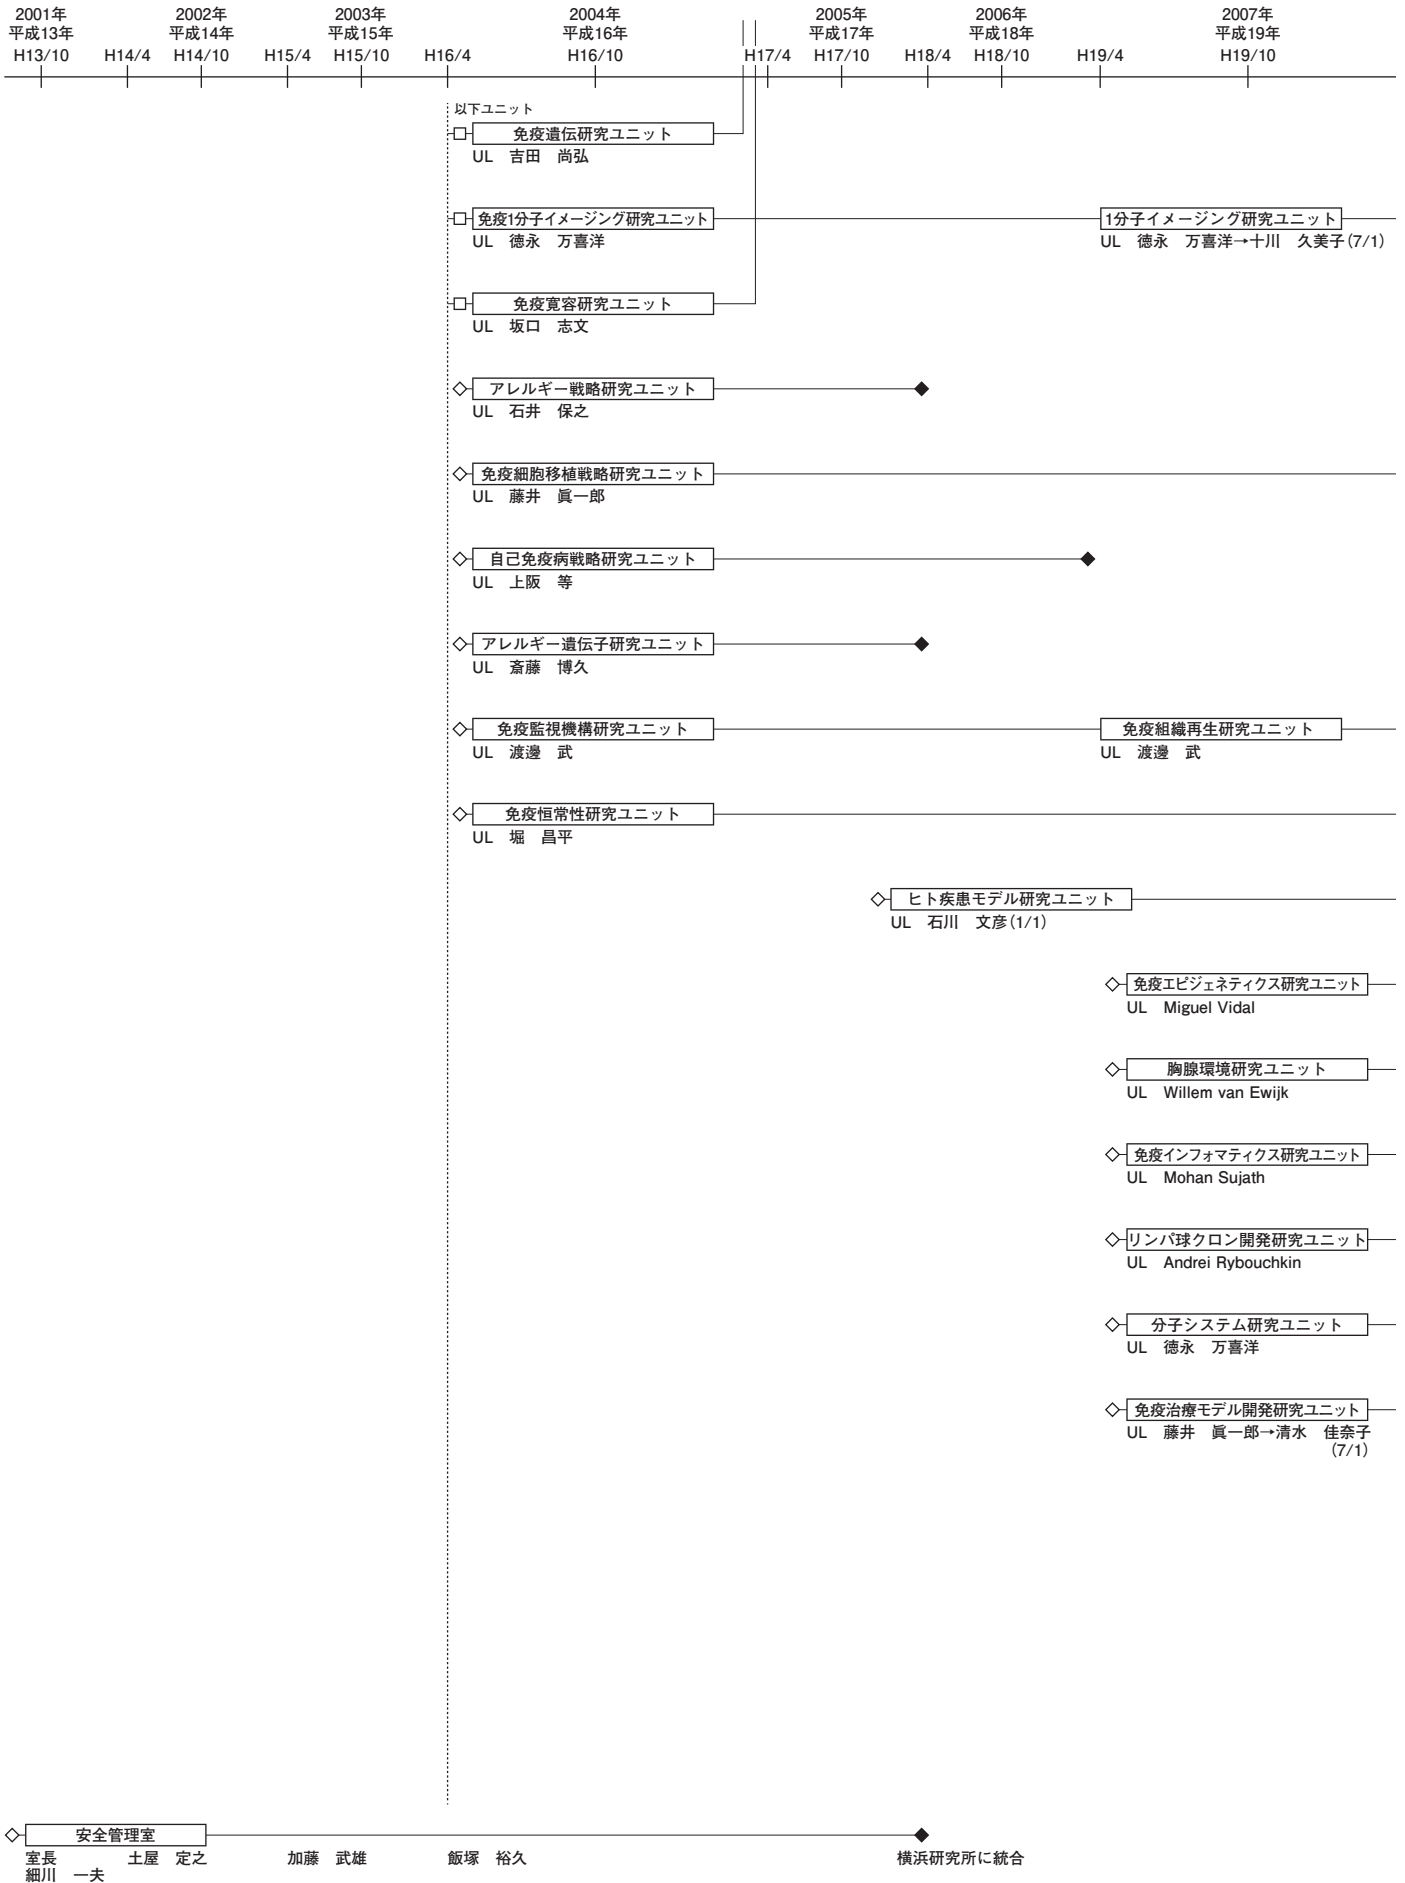 2001年 2002年 2003年 2004年 2005年 2006年 2007年
平成13年 平成14年 平成15年 平成16年 平成17年 平成18年 平成19年
H13/10 H14/4 H14/10 H15/4 H15/10 H16/4 H16/10 H17/4 H17/10 H18/4 H18/10 H19/4 H19/10
以下ユニット
免疫遺伝研究ユニット
UL 吉田 尚弘
免疫1分子イメージング研究ユニット 1分子イメージング研究ユニット
UL 徳永 万喜洋 UL 徳永 万喜洋→十川 久美子(7/1)
免疫寛容研究ユニット
UL 坂口 志文
アレルギー戦略研究ユニット
UL 石井 保之
免疫細胞移植戦略研究ユニット
UL 藤井 眞一郎
自己免疫病戦略研究ユニット
UL 上阪 等
アレルギー遺伝子研究ユニット
UL 斎藤 博久
免疫監視機構研究ユニット 免疫組織再生研究ユニット
UL 渡邊 武 UL 渡邊 武
免疫恒常性研究ユニット
UL 堀 昌平
ヒト疾患モデル研究ユニット
UL 石川 文彦(1/1)
免疫エピジェネティクス研究ユニット
UL Miguel Vidal
胸腺環境研究ユニット
UL Willem van Ewijk
免疫インフォマティクス研究ユニット
UL Mohan Sujath
リンパ球クロン開発研究ユニット
UL Andrei Rybouchkin
分子システム研究ユニット
UL 徳永 万喜洋
免疫治療モデル開発研究ユニット
UL 藤井 眞一郎→清水 佳奈子
(7/1)
安全管理室
室長 土屋 定之 加藤 武雄 飯塚 裕久 横浜研究所に統合
細川 一夫